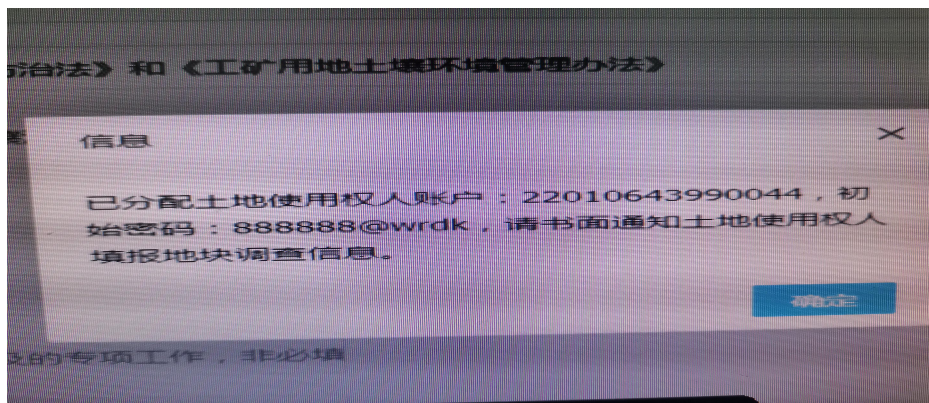 治法》和《工矿用地土壤环境管理办法》
信息
已分配土地使用权人账户：22010643990044，初
始密码：888888@wrdk，请书面通知土地使用权人
填报地块调查信息。
确定
的专项工作，非必填